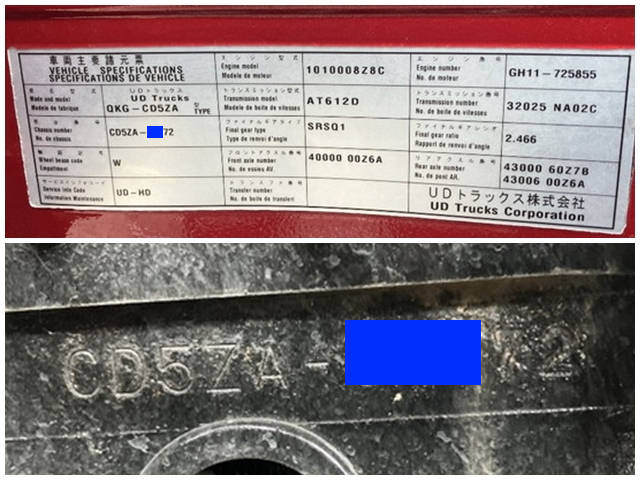 車両主要諸元票
VEHICLE SPECIFICATIONS
SPECIFICATIONS DE VEHICLE
車名型式
Make and model
Modele de fabrique
UDトラックス
UD Trucks
QKG-CD5ZA
型
TYPE
車台番号
Chassis number
No. de chassis
CD5ZA-
72
Wheel base code
Empattement
W
サービスインフォコード
Service Info Code
Information Maintenance
UD-HD
エンジン型式
Engine model
Modele de moteur
1010008Z8C
トランスミッション型式
Transmission model
Modele de boite de vitesses
AT612D
ファイナルギアタイプ
Final gear type
Type de renvoi d'angle
SRSQ1
フロントアクスル番号
Front axle number
No. de essieu AV.
40000 00Z6A
トランスファ番号
Transfer number
No. de boite de transfert
エンジン番号
Engine number
No. de moteur
GH11-725855
トランスミッション番号
Transmission number
No. de boite de vitesses
32025 NA02C
ファイナルギアレシオ
Final gear ratio
Rapport de renvoi d'angle
2.466
リアアクスル番号
Rear axle number
No. de pont AR.
43000 60Z7B
43006 00Z6A
UDトラックス株式会社
UD Trucks Corporation
CD5ZA-
2